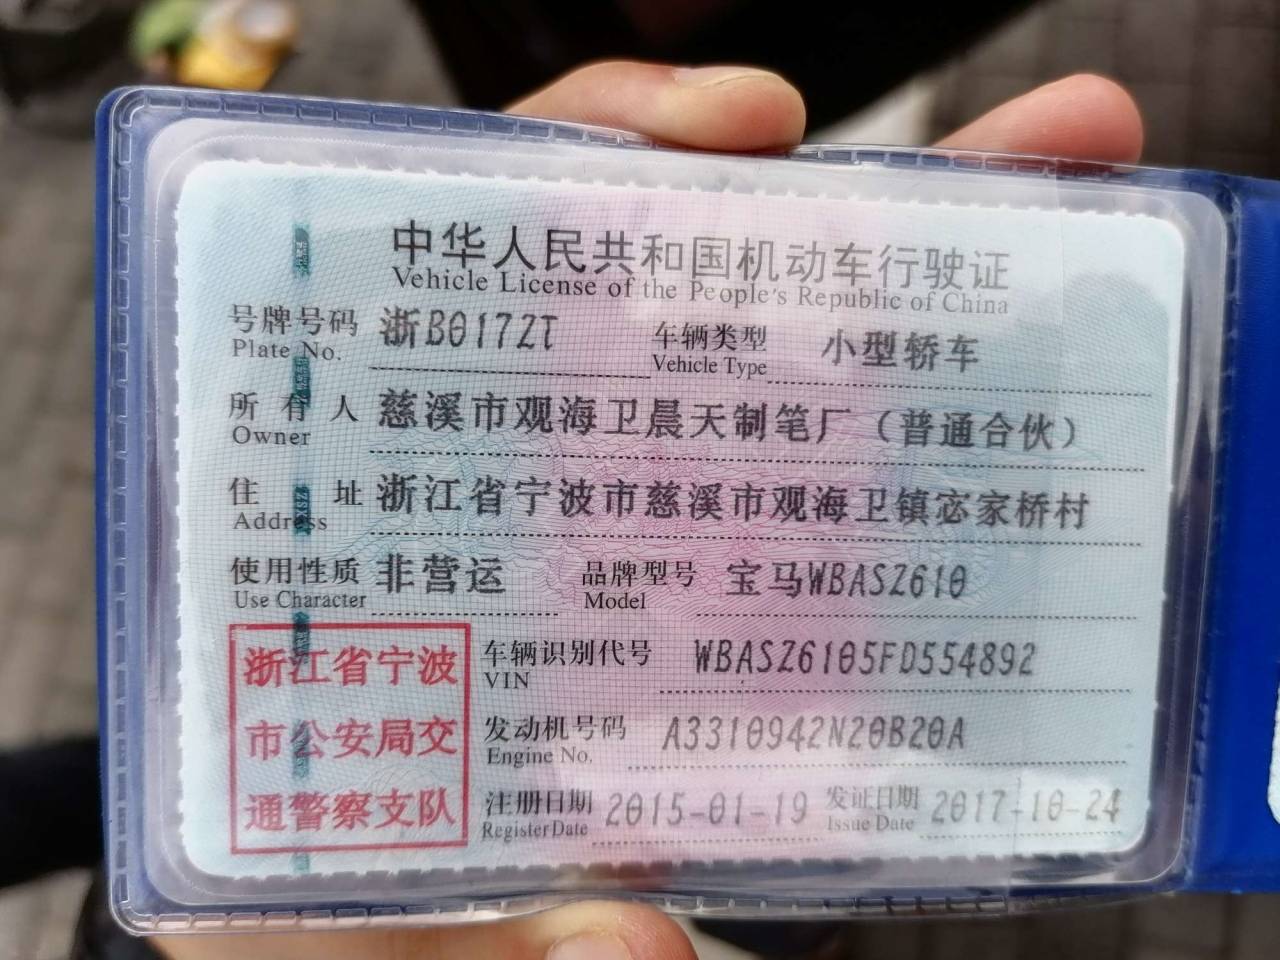 中华人民共和国机动车行驶证
Vehicle License of the People's Republic of China
号牌号码 浙B017ZT 车辆类型 小型轿车
Plate No. Vehicle Type
所有人 慈溪市观海卫晨天制笔厂（普通合伙）
Owner
住址 浙江省宁波市慈溪市观海卫镇宓家桥村
Address
使用性质 非营运 品牌型号 宝马WBASZ610
Use Character Model
浙江省宁波
市公安局交
通警察支队
车辆识别代号 WBASZ6105FD554892
VIN
发动机号码 A3310942N20B20A
Engine No.
注册日期 2015-01-19 发证日期 2017-10-24
Register Date Issue Date